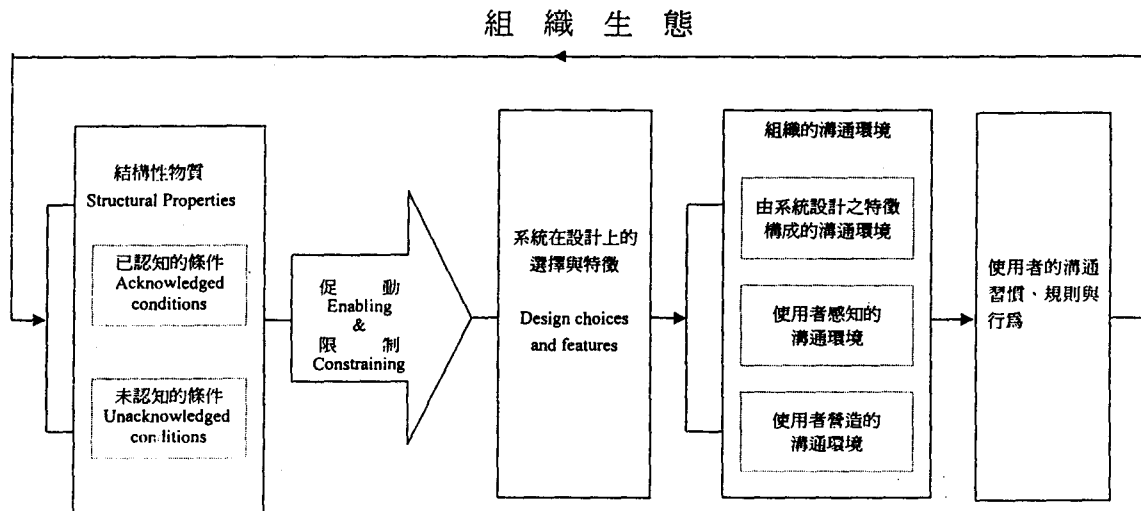 組織生態
結構性物質
Structural Properties
已認知的條件
Acknowledged
conditions
未認知的條件
Unacknowledged
conditions
促動
Enabling
&
限制
Constraining
系統在設計上的
選擇與特徵
Design choices
and features
組織的溝通環境
由系統設計之特徵
構成的溝通環境
使用者感知的
溝通環境
使用者營造的
溝通環境
使用者的溝通
習慣、規則與
行爲